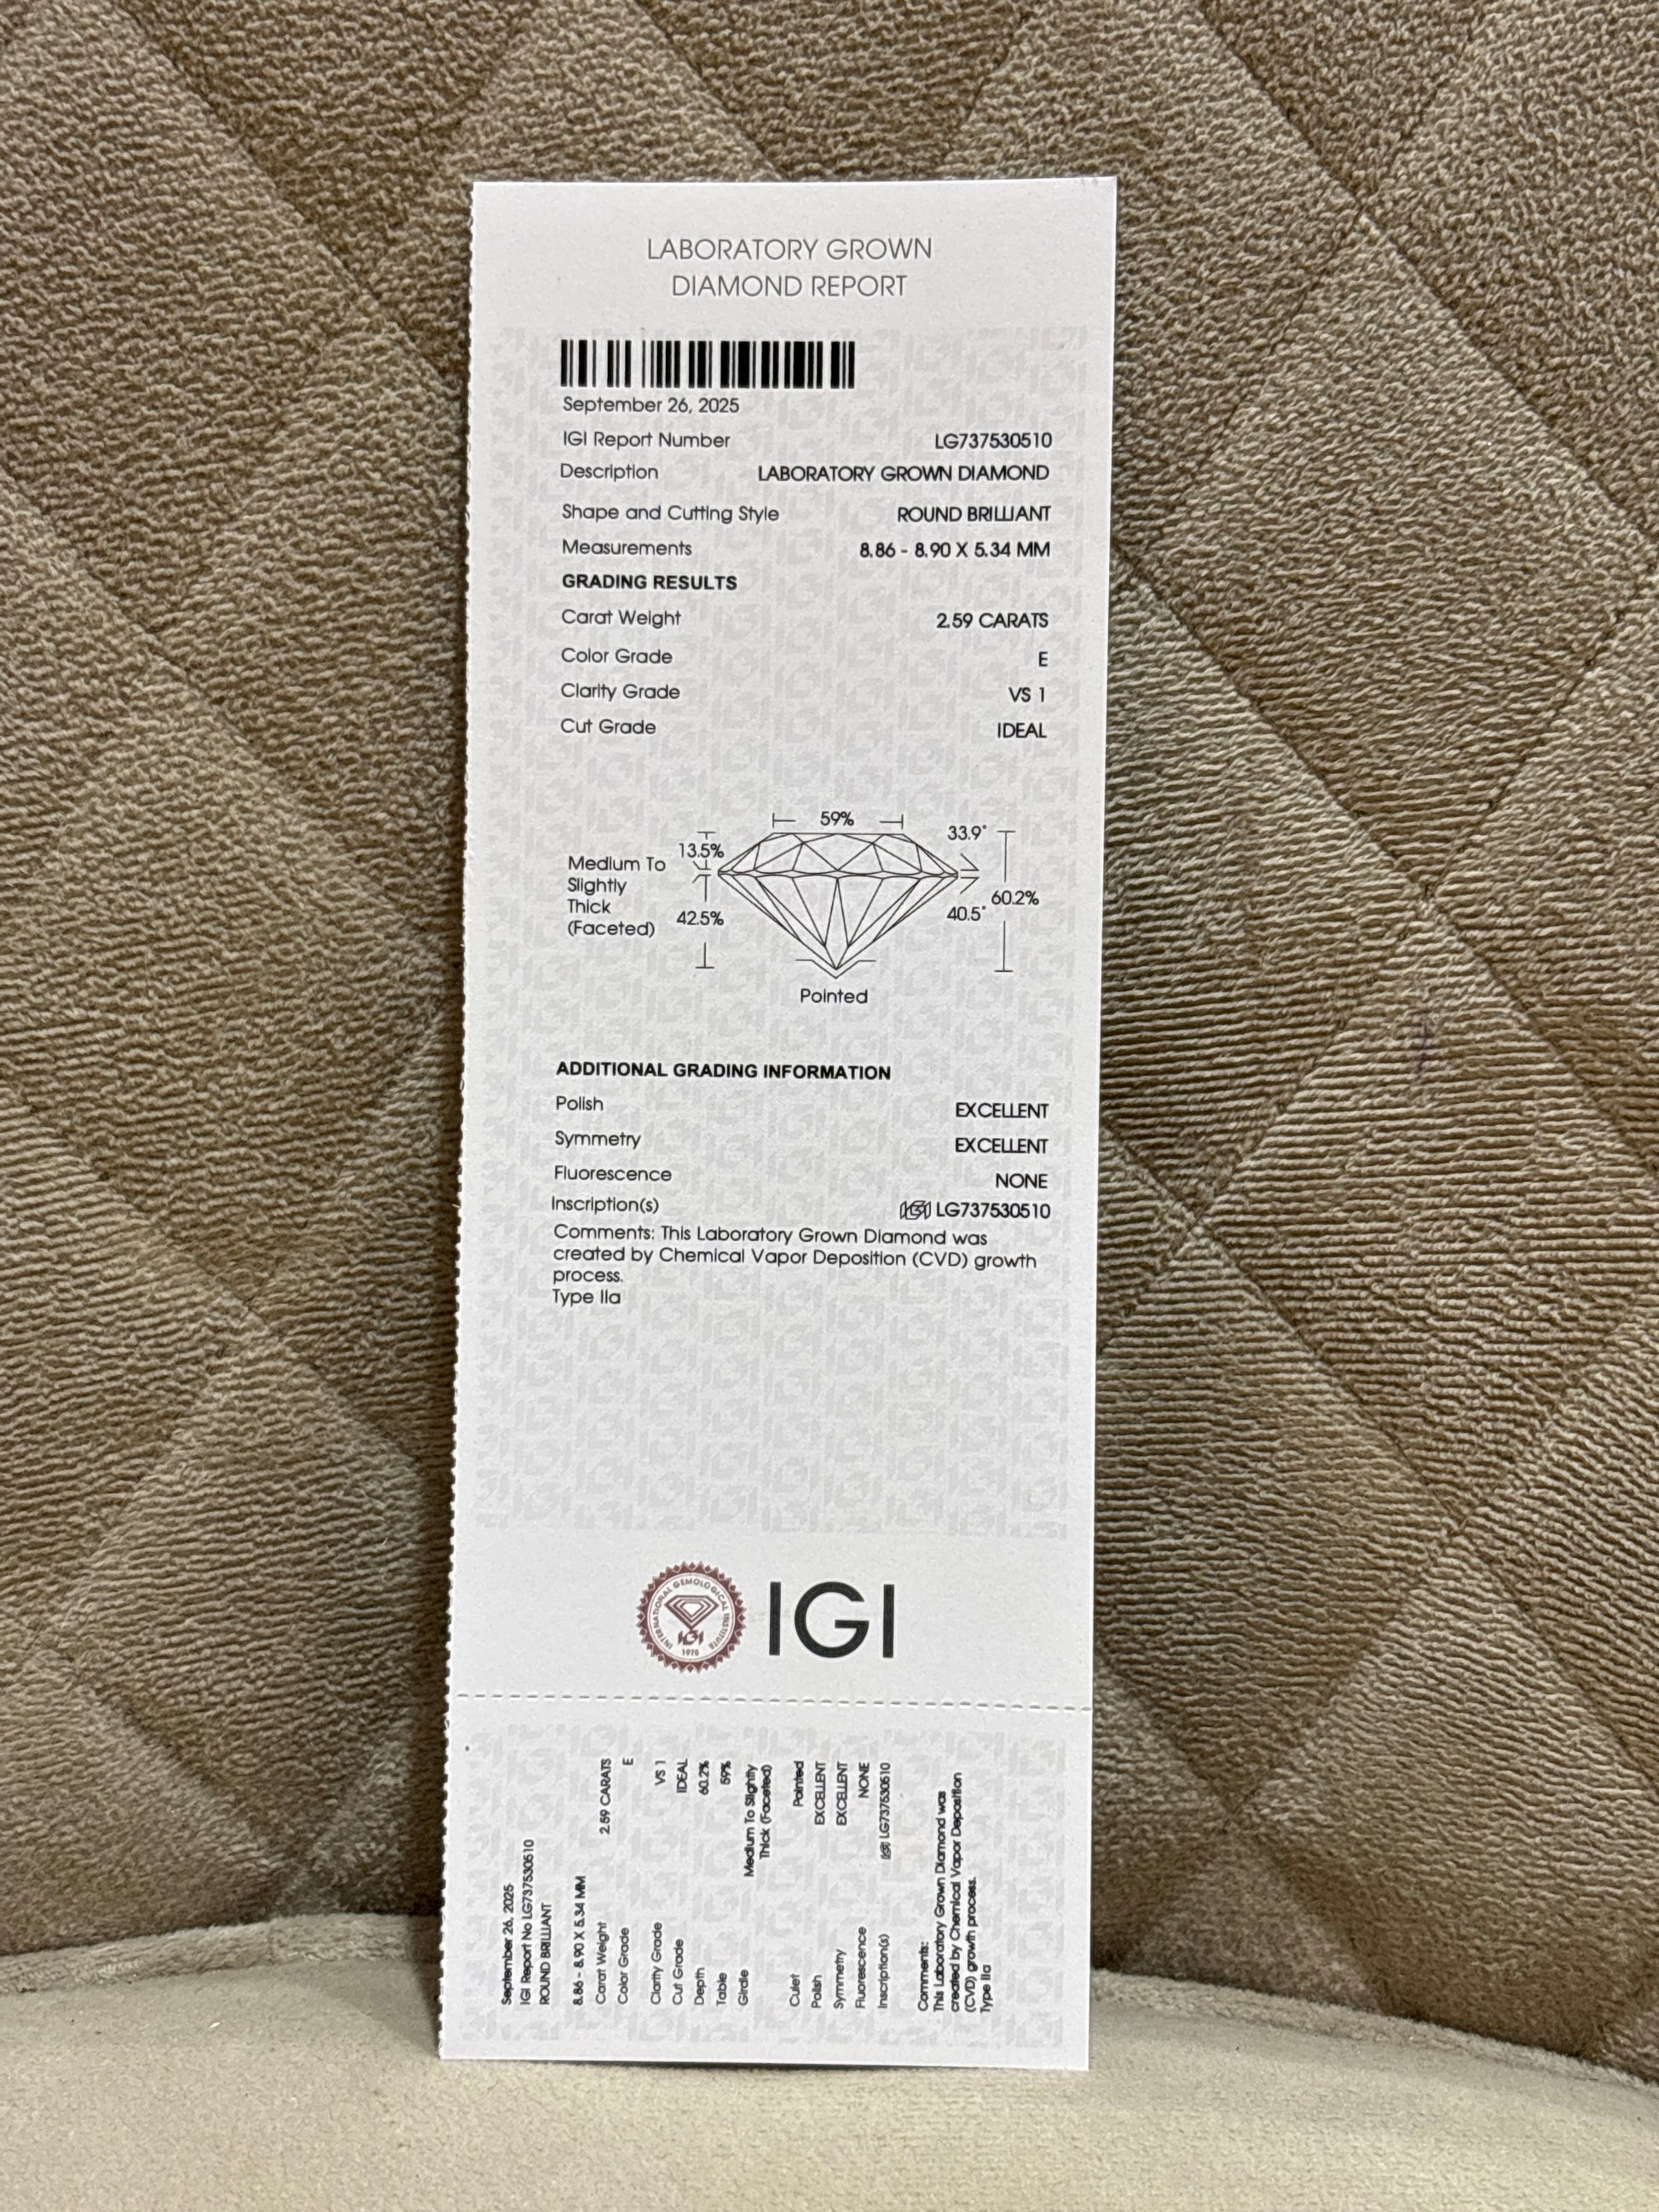 LABORATORY GROWN
DIAMOND REPORT
September 26, 2025
IGI Report Number LG737530510
Description LABORATORY GROWN DIAMOND
Shape and Cutting Style ROUND BRILLIANT
Measurements 8.86 - 8.90 X 5.34 MM
GRADING RESULTS
Carat Weight 2.59 CARATS
Color Grade E
Clarity Grade VS 1
Cut Grade IDEAL
59%
33.9°
13.5%
Medium To
Slightly
Thick
(Faceted)
42.5%
60.2%
40.5°
Pointed
ADDITIONAL GRADING INFORMATION
Polish EXCELLENT
Symmetry EXCELLENT
Fluorescence NONE
Inscription(s) IGI LG737530510
Comments: This Laboratory Grown Diamond was
created by Chemical Vapor Deposition (CVD) growth
process.
Type IIa
INTERNATIONAL GEMOLOGICAL INSTITUTE
IGI
1975
IGI
September 26, 2025
IGI Report No LG737530510
ROUND BRILLIANT
8.86 - 8.90 X 5.34 MM
Carat Weight 2.59 CARATS
Color Grade E
Clarity Grade VS 1
Cut Grade IDEAL
Depth 60.2%
Table 59%
Girdle Medium To Slightly
Thick (Faceted)
Culet Pointed
Polish EXCELLENT
Symmetry EXCELLENT
Fluorescence NONE
Inscription(s) IGI LG737530510
Comments:
This Laboratory Grown Diamond was
created by Chemical Vapor Deposition
(CVD) growth process.
Type IIa